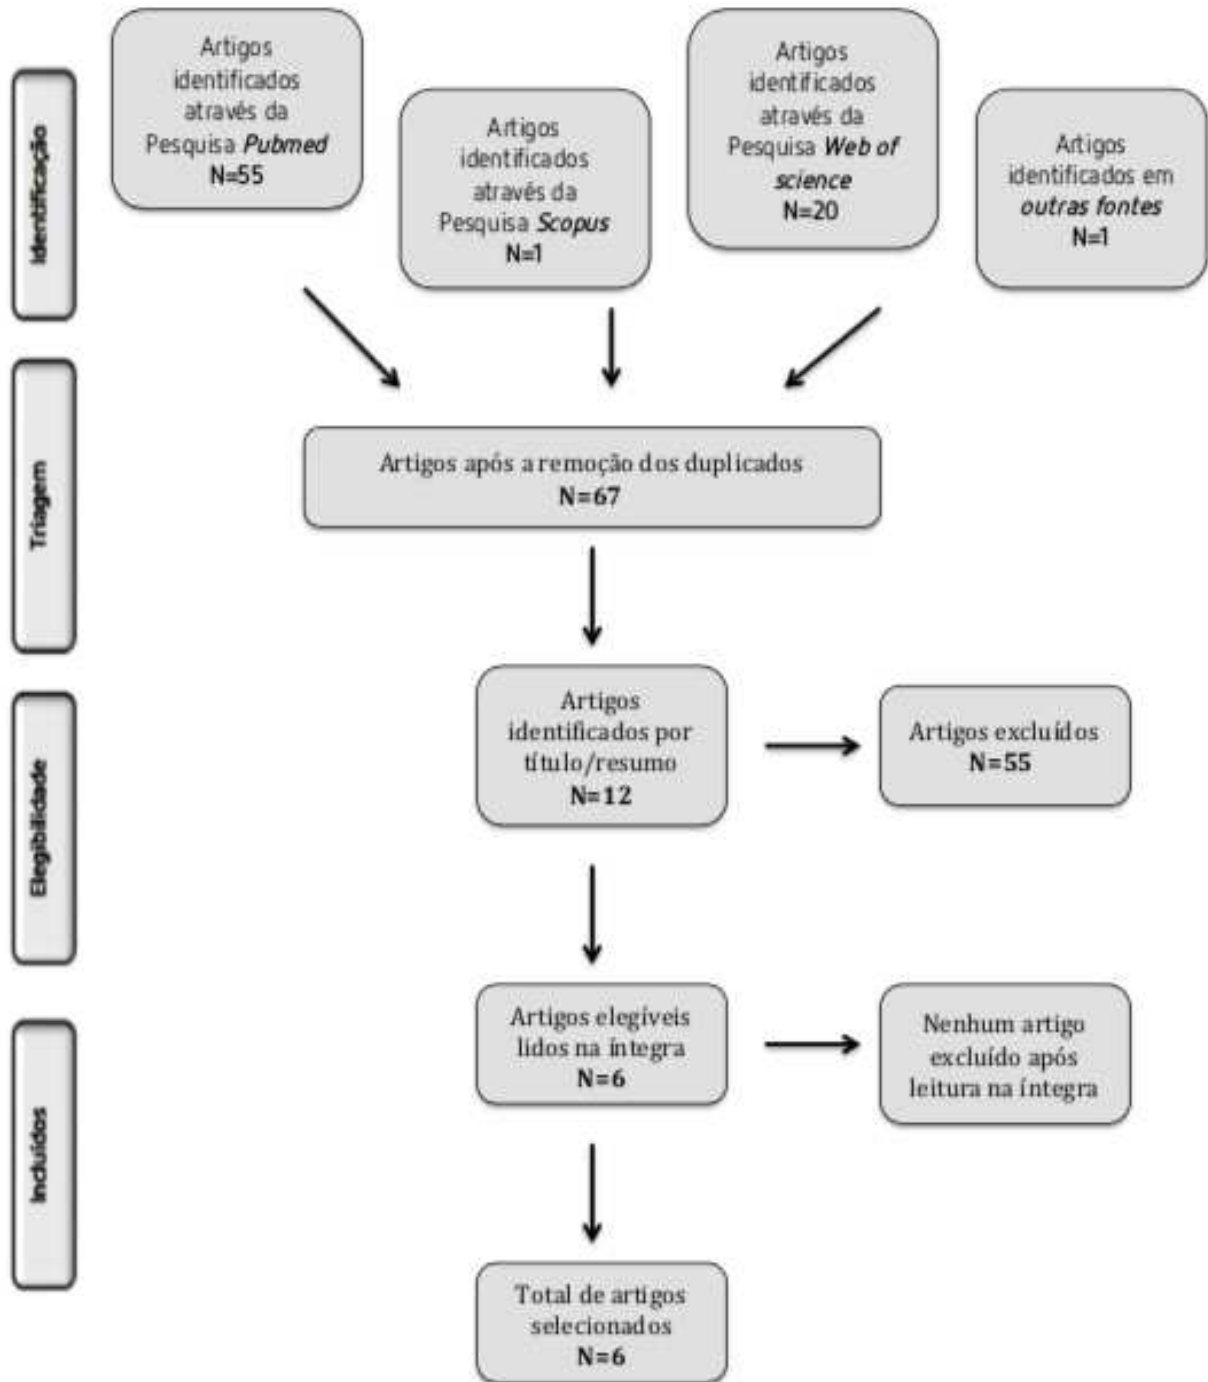 Identificação
Artigos
identificados
através da
Pesquisa Pubmed
N=55
Artigos
identificados
através da
Pesquisa Scopus
N=1
Artigos
identificados
através da
Pesquisa Web of
science
N=20
Artigos
identificados em
outras fontes
N=1
Triagem
Artigos após a remoção dos duplicados
N=67
Elegibilidade
Artigos
identificados por
título/resumo
N=12
Artigos excluídos
N=55
Incluídos
Artigos elegíveis
lidos na íntegra
N=6
Nenhum artigo
excluído após
leitura na íntegra
Total de artigos
selecionados
N=6